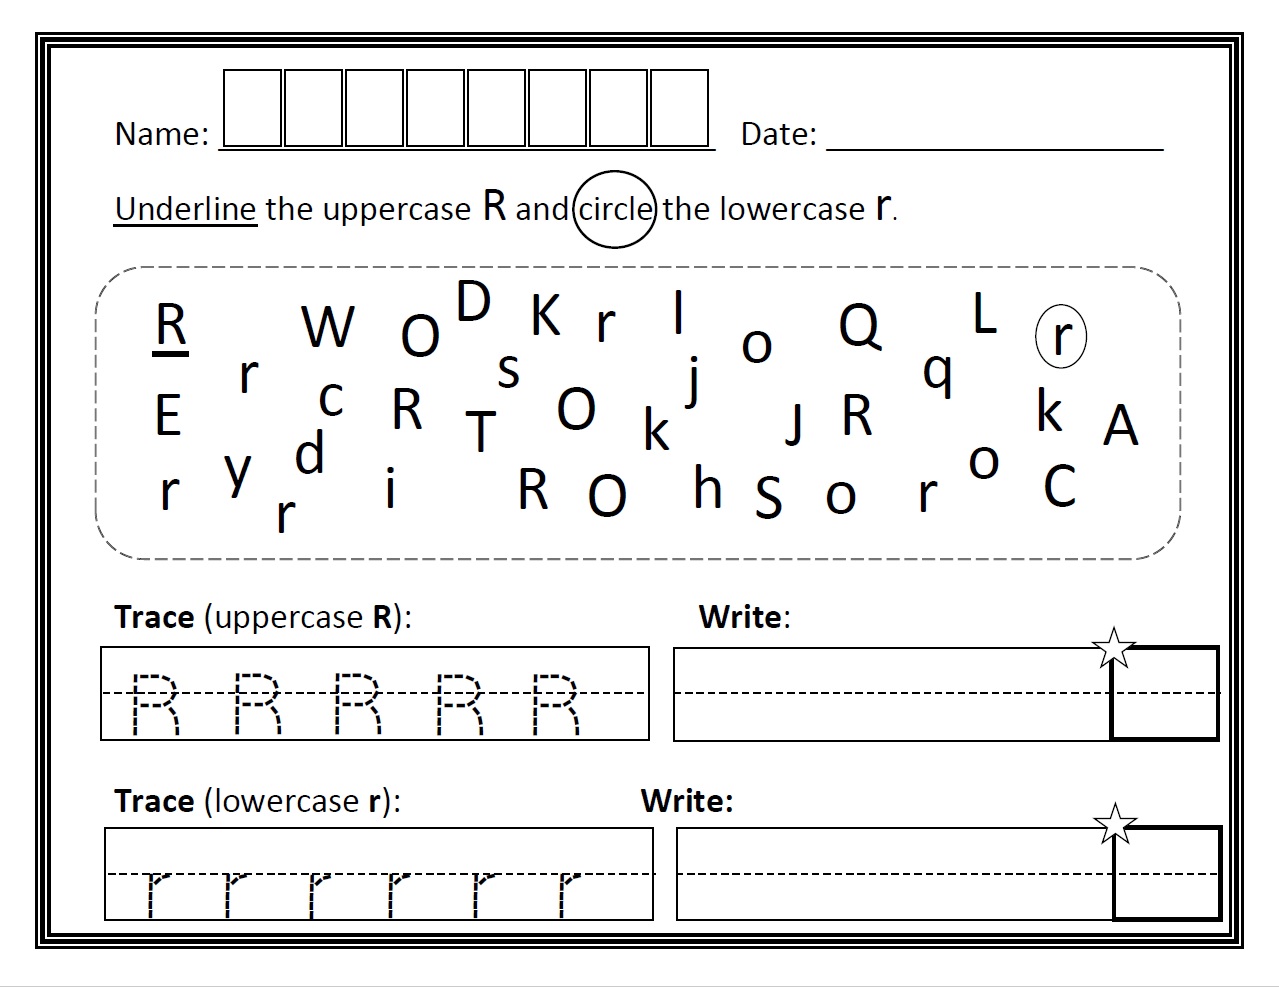 Name: Date:
Underline the uppercase R and circle the lowercase r.
R W O D K r l o Q L r
r c R s O j q k
E d T k J R A
r y r i R O h S o r o C
Trace (uppercase R): Write:
R R R R R
Trace (lowercase r): Write:
r r r r r r